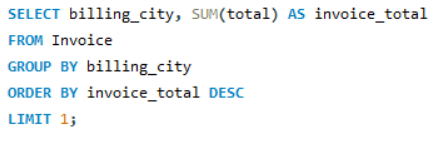 SELECT billing_city, SUM(total) AS invoice_total
FROM Invoice
GROUP BY billing_city
ORDER BY invoice_total DESC
LIMIT 1;